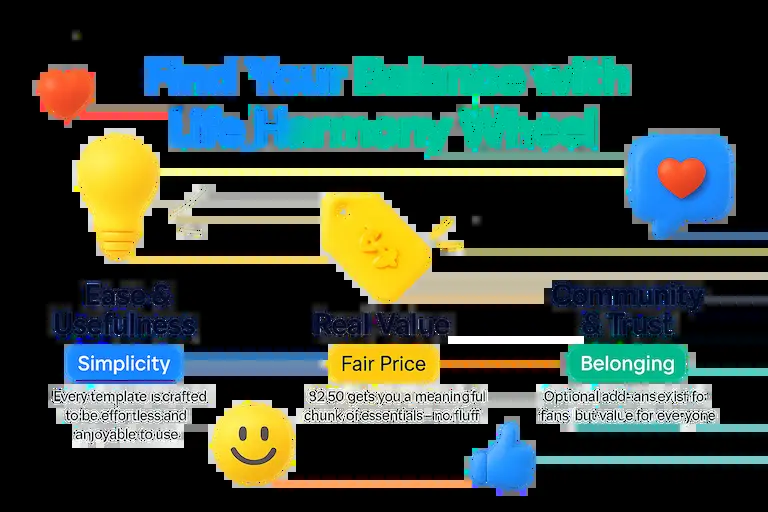 Find Your Balance with
Life Harmony Wheel
Ease &
Usefulness
Simplicity
Every template is crafted
to be effortless and
anjoyable to use
Real Value
Fair Price
$2.50 gets you a meaningful
chunk of essentials—no fluff
Community
& Trust
Belonging
Optional add-ans exist for
fans, but value for everyone